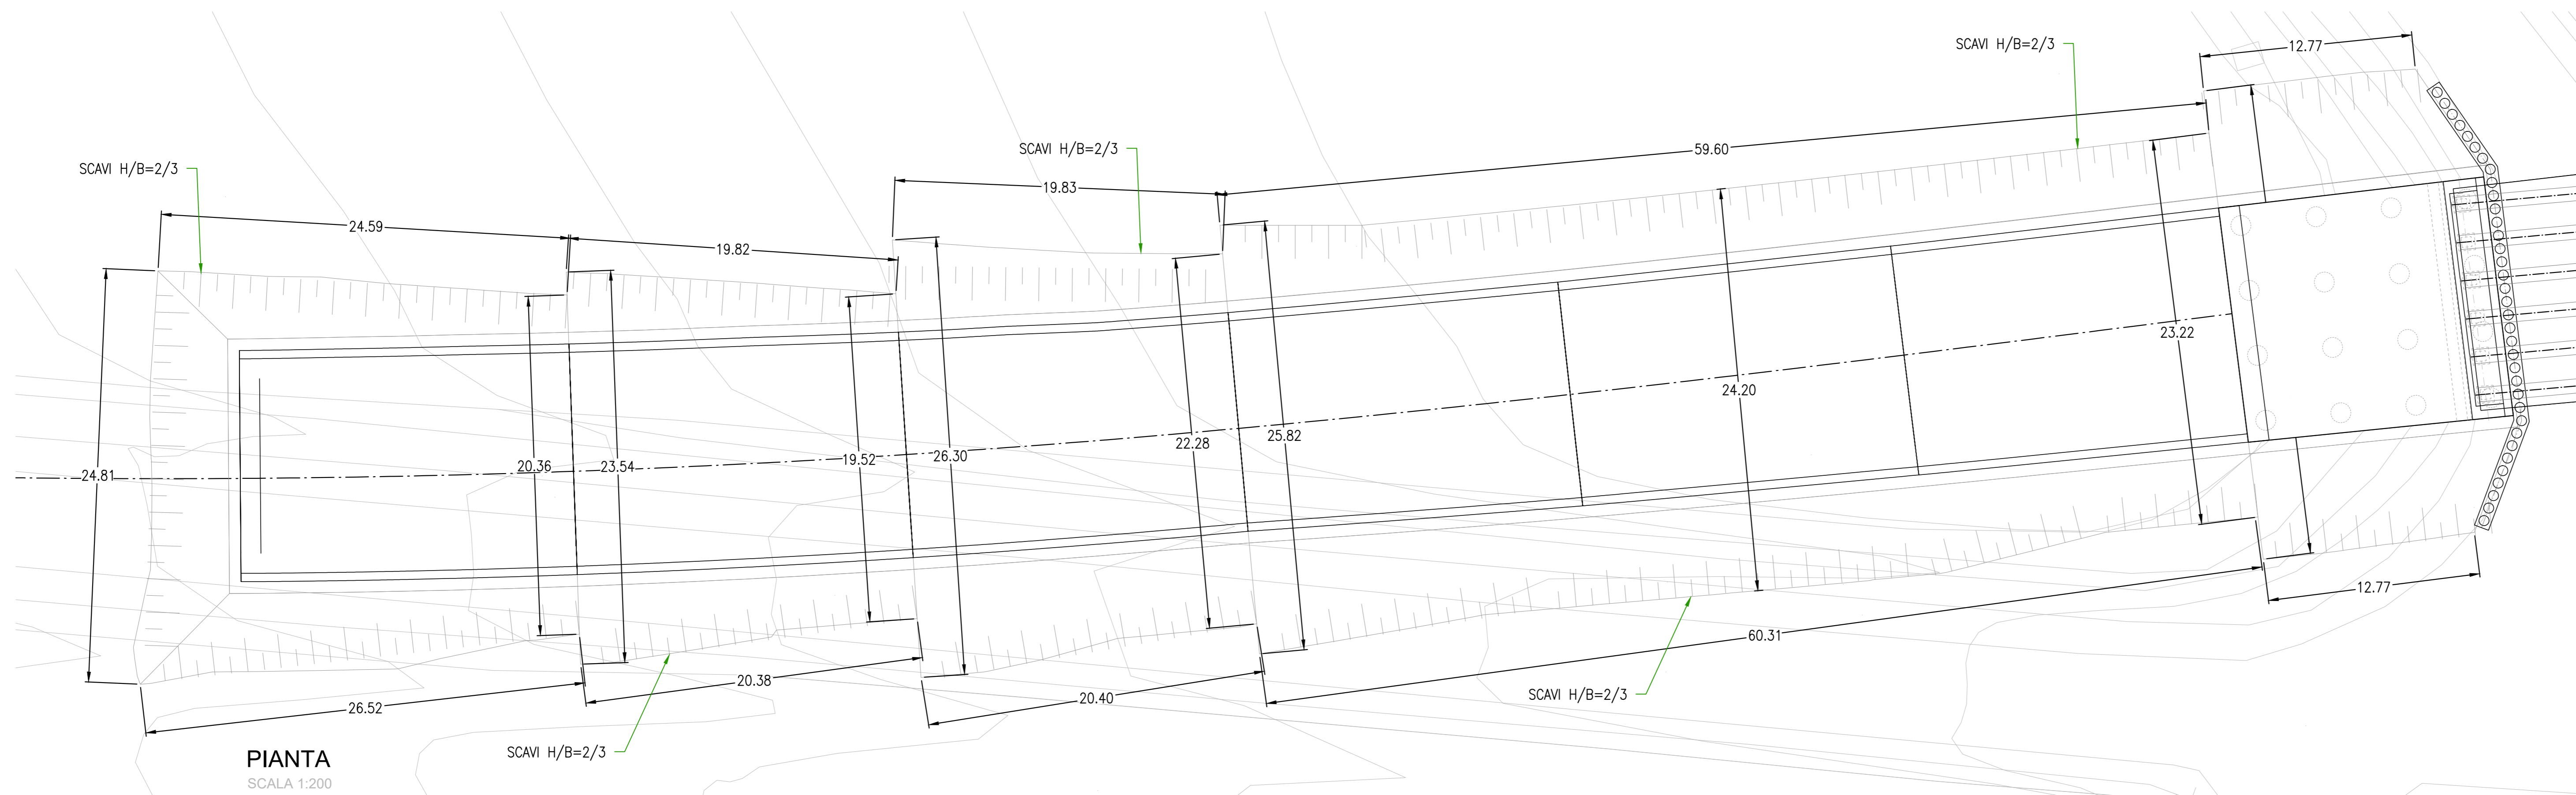 12.77
SCAVI H/B=2/3
59.60
SCAVI H/B=2/3
SCAVI H/B=2/3
19.83
24.59
19.82
23.22
24.20
22.28
25.82
19.52
26.30
20.36
23.54
24.81
12.77
60.31
20.38
SCAVI H/B=2/3
20.40
26.52
SCAVI H/B=2/3
PIANTA
SCALA 1:200